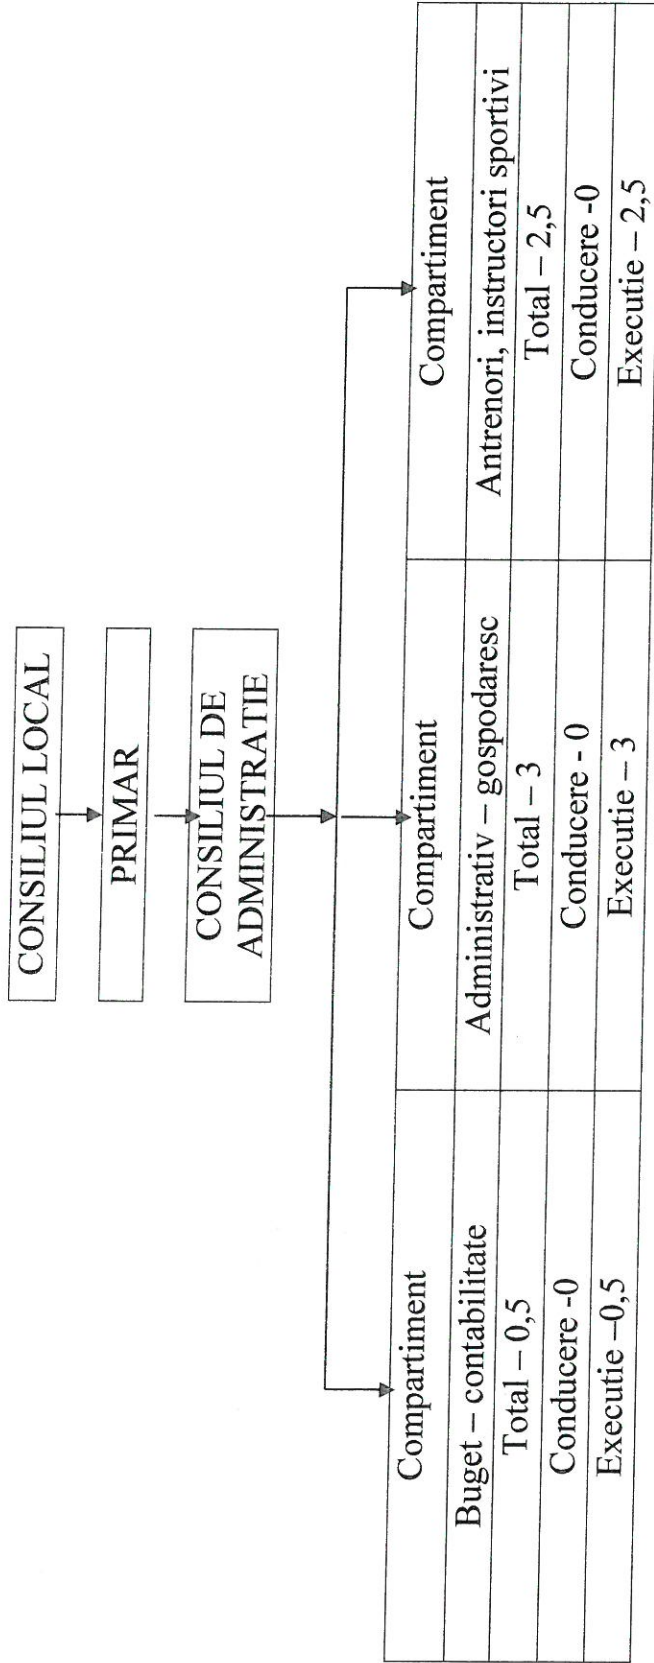 CONSILIUL LOCAL
PRIMAR
CONSILIUL DE
ADMINISTRATIE
Compartiment
Buget – contabilitate
Total – 0,5
Conducere -0
Executie –0,5
Compartiment
Administrativ – gospodaresc
Total – 3
Conducere - 0
Executie – 3
Compartiment
Antrenori, instructori sportivi
Total – 2,5
Conducere -0
Executie – 2,5